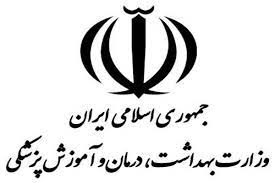 جمهوری اسلامی ایران
وزارت بهداشت، درمان و آموزش پزشکی